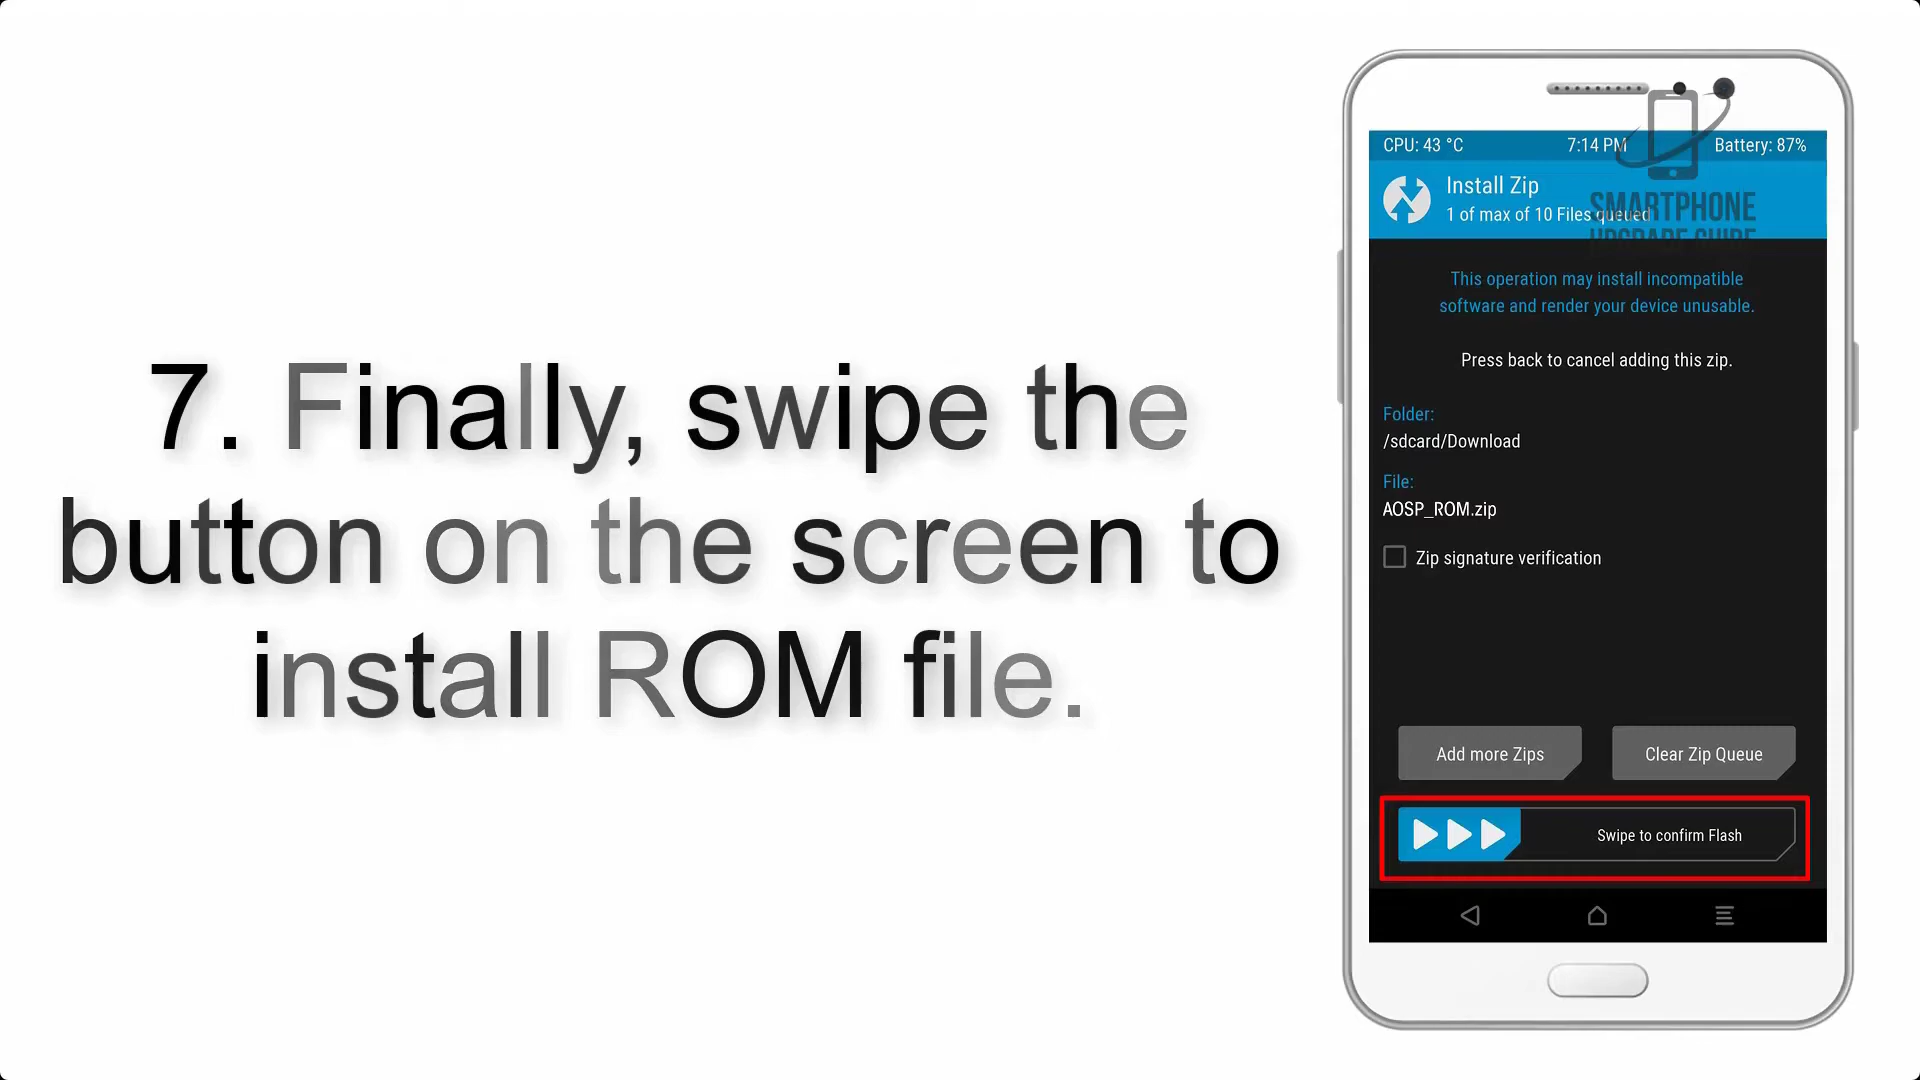 7. Finally, swipe the
button on the screen to
install ROM file.
CPU: 43 °C 7:14 PM Battery: 87%
Install Zip
1 of max of 10 Files queued
SMARTPHONE
UPGRADE GUIDE
This operation may install incompatible
software and render your device unusable.
Press back to cancel adding this zip.
Folder:
/sdcard/Download
File:
AOSP_ROM.zip
Zip signature verification
Add more Zips Clear Zip Queue
Swipe to confirm Flash